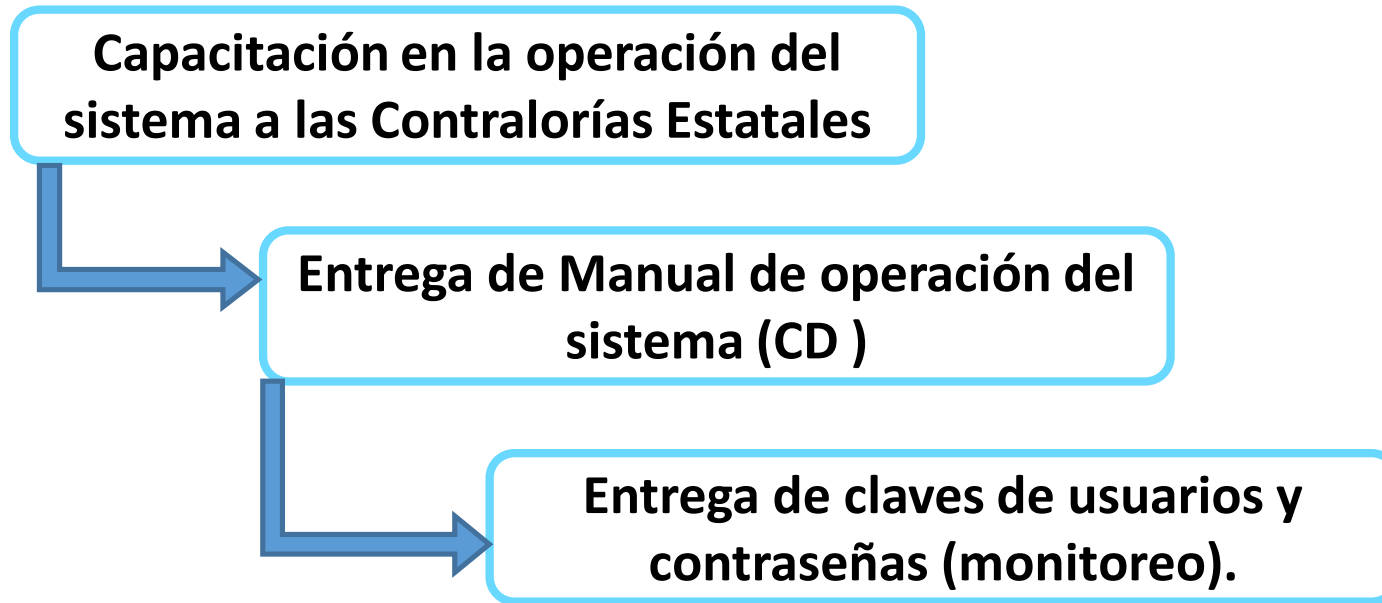 Capacitación en la operación del
sistema a las Contralorías Estatales
Entrega de Manual de operación del
sistema (CD )
Entrega de claves de usuarios y
contraseñas (monitoreo).